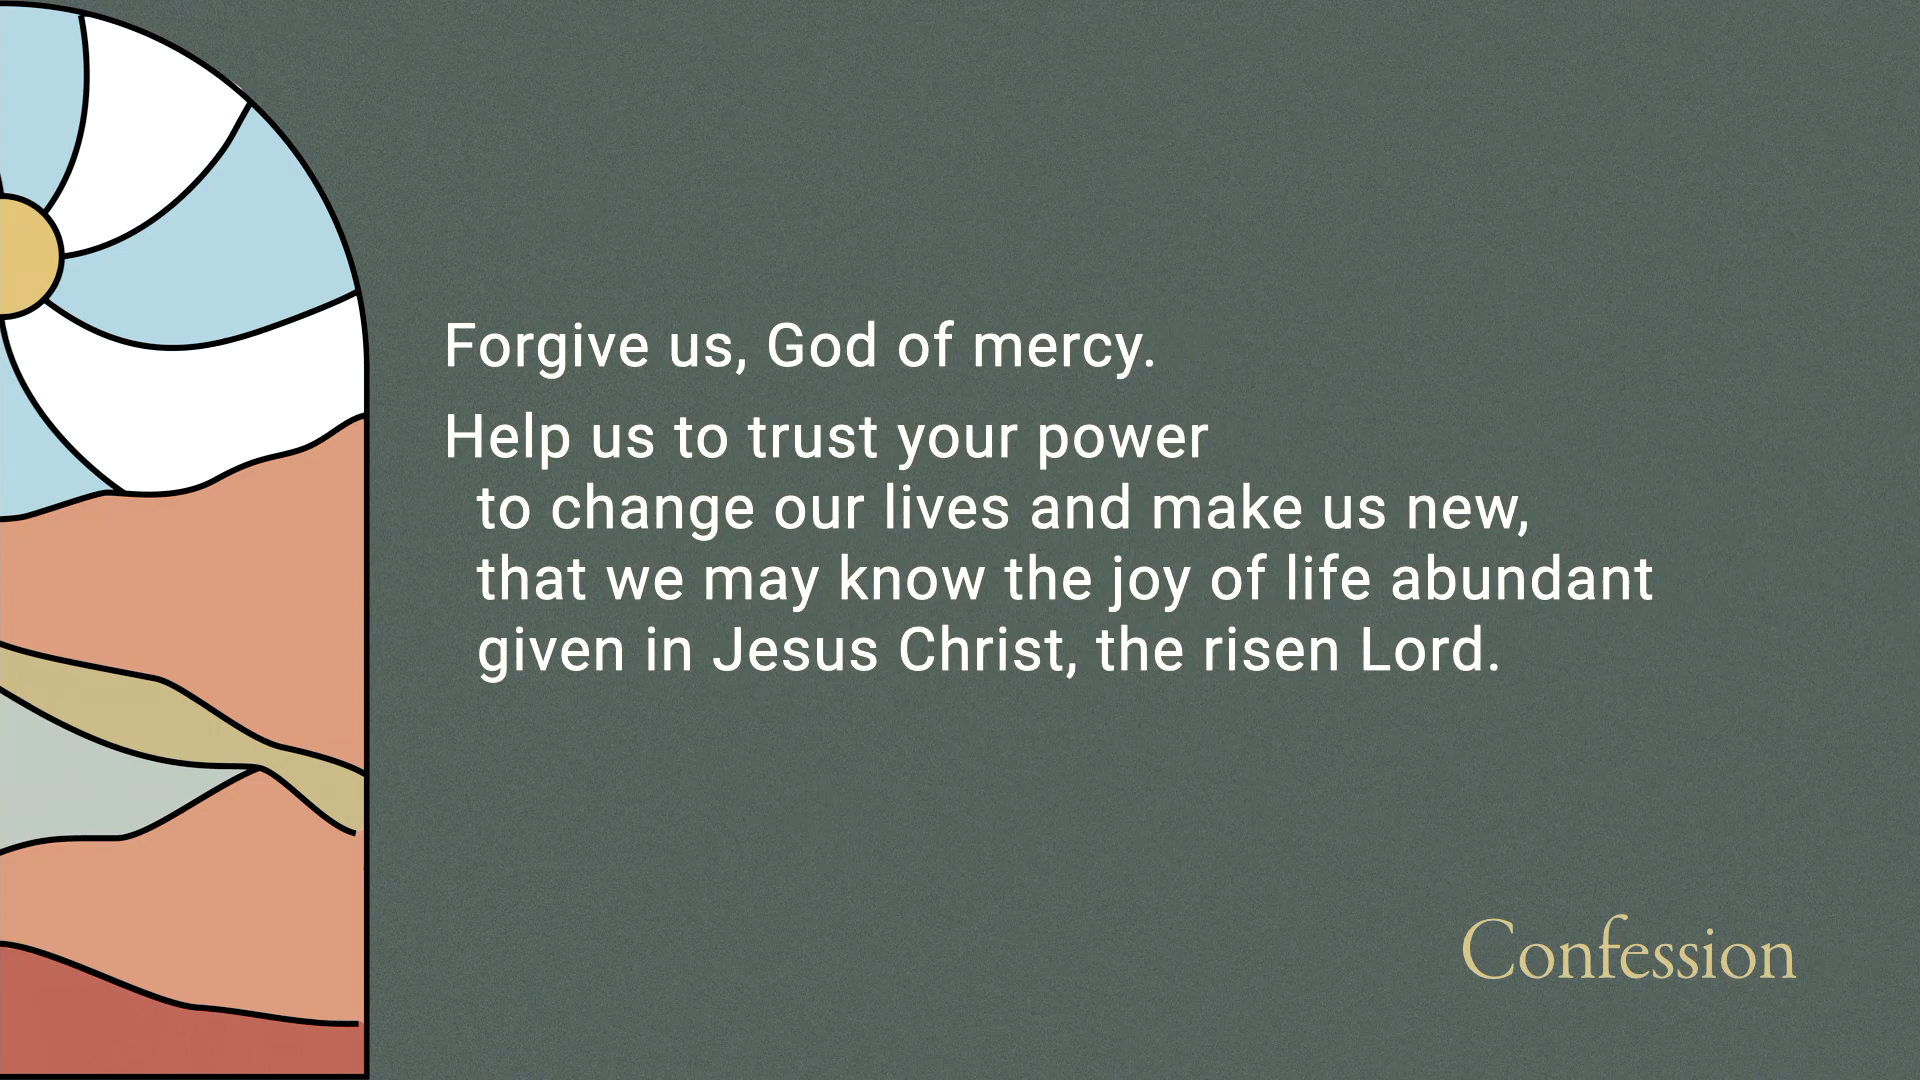 Forgive us, God of mercy.
Help us to trust your power
to change our lives and make us new,
that we may know the joy of life abundant
given in Jesus Christ, the risen Lord.
Confession